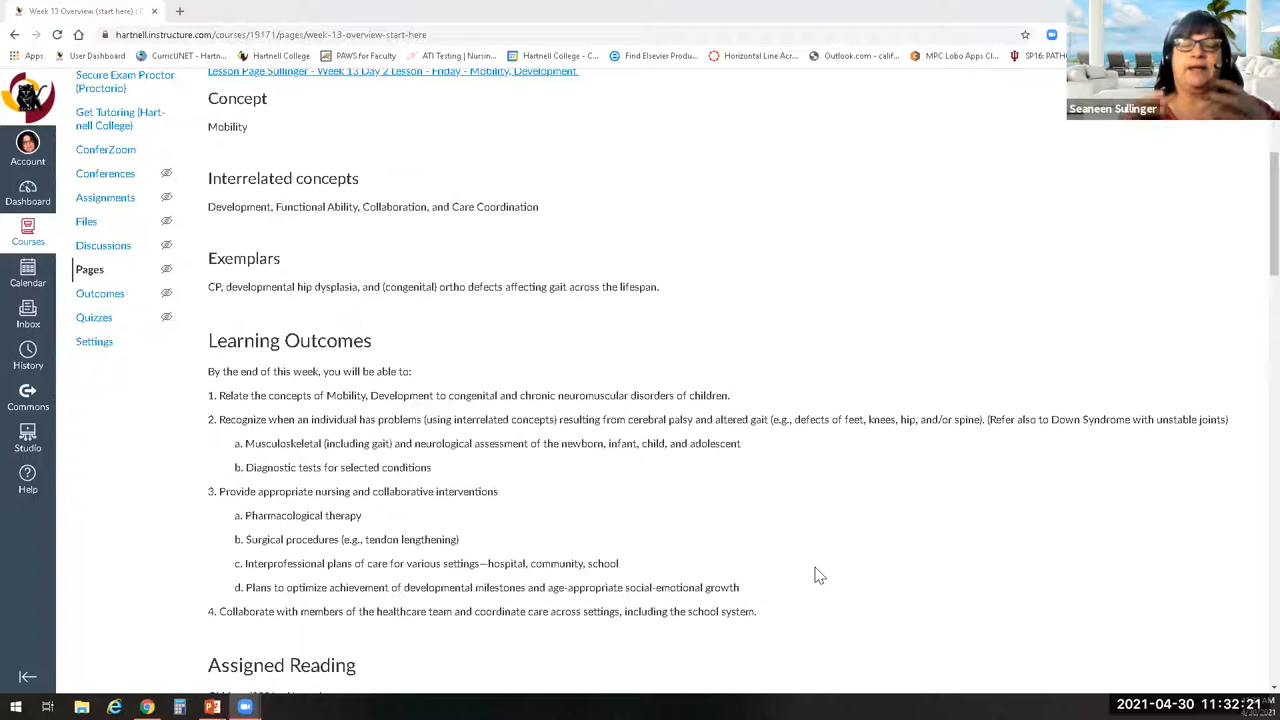 Week 13 Overview (start here) : C
hartnell.instructure.com/courses/19171/pages/week-13-overview-start-here
Apps
User Dashboard
CurricUNET - Hartn...
Hartnell College
PAWS for Faculty
ATI Testing | Nursin...
Hartnell College - C...
Find Elsevier Produ...
Horizontal Line Acr...
Outlook.com - calif...
MPC Lobo Apps Cl...
SP16: PATH
Seaneen Sullinger
Account
Dashboard
Courses
Calendar
Inbox
History
Commons
Studio
Help
Secure Exam Proctor
(Proctorio)
Get Tutoring (Hart-
nell College)
ConferZoom
Conferences
Assignments
Files
Discussions
Pages
Outcomes
Quizzes
Settings
Lesson Page Sullinger - Week 13 Day 2 Lesson - Friday - Mobility, Development
Concept
Mobility
Interrelated concepts
Development, Functional Ability, Collaboration, and Care Coordination
Exemplars
CP, developmental hip dysplasia, and (congenital) ortho defects affecting gait across the lifespan.
Learning Outcomes
By the end of this week, you will be able to:
1. Relate the concepts of Mobility, Development to congenital and chronic neuromuscular disorders of children.
2. Recognize when an individual has problems (using interrelated concepts) resulting from cerebral palsy and altered gait (e.g., defects of feet, knees, hip, and/or spine). (Refer also to Down Syndrome with unstable joints)
a. Musculoskeletal (including gait) and neurological assessment of the newborn, infant, child, and adolescent
b. Diagnostic tests for selected conditions
3. Provide appropriate nursing and collaborative interventions
a. Pharmacological therapy
b. Surgical procedures (e.g., tendon lengthening)
c. Interprofessional plans of care for various settings—hospital, community, school
d. Plans to optimize achievement of developmental milestones and age-appropriate social-emotional growth
4. Collaborate with members of the healthcare team and coordinate care across settings, including the school system.
Assigned Reading
2021-04-30 11:32:21